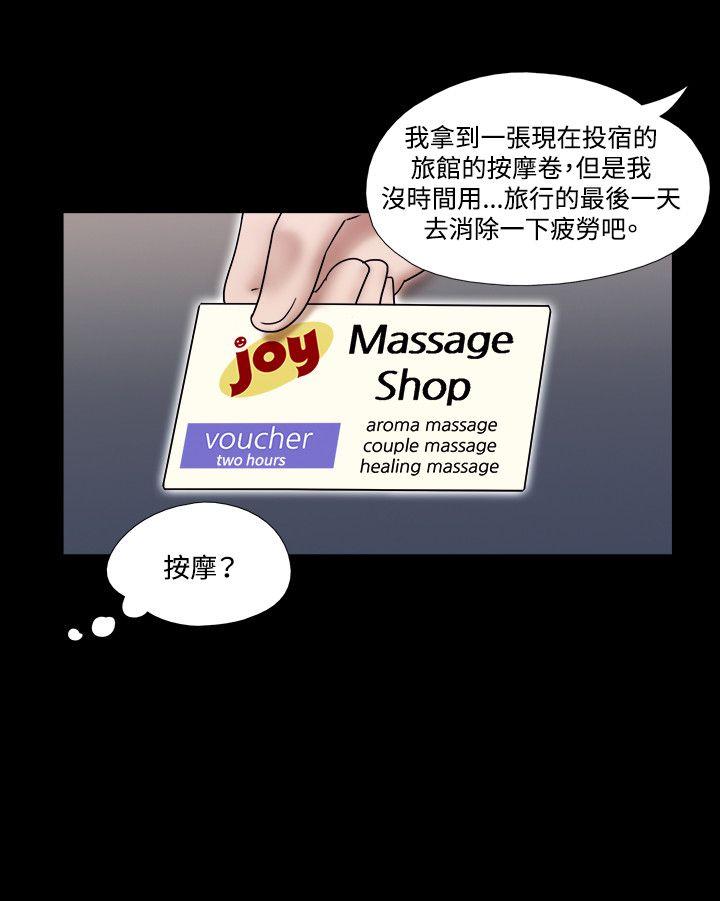 我拿到一張現在投宿的
旅館的按摩卷，但是我
沒時間用...旅行的最後一天
去消除一下疲勞吧。
joy
Massage
Shop
voucher
two hours
aroma massage
couple massage
healing massage
按摩？